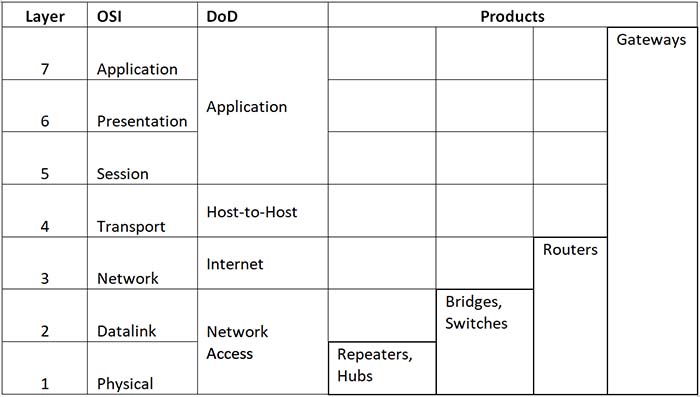 Layer OSI DoD Products
Gateways
7 Application
Application
6 Presentation
5 Session
Host-to-Host
4 Transport
Routers
Internet
3 Network
Bridges,
Switches
2 Datalink
Network
Access
Repeaters,
Hubs
1 Physical